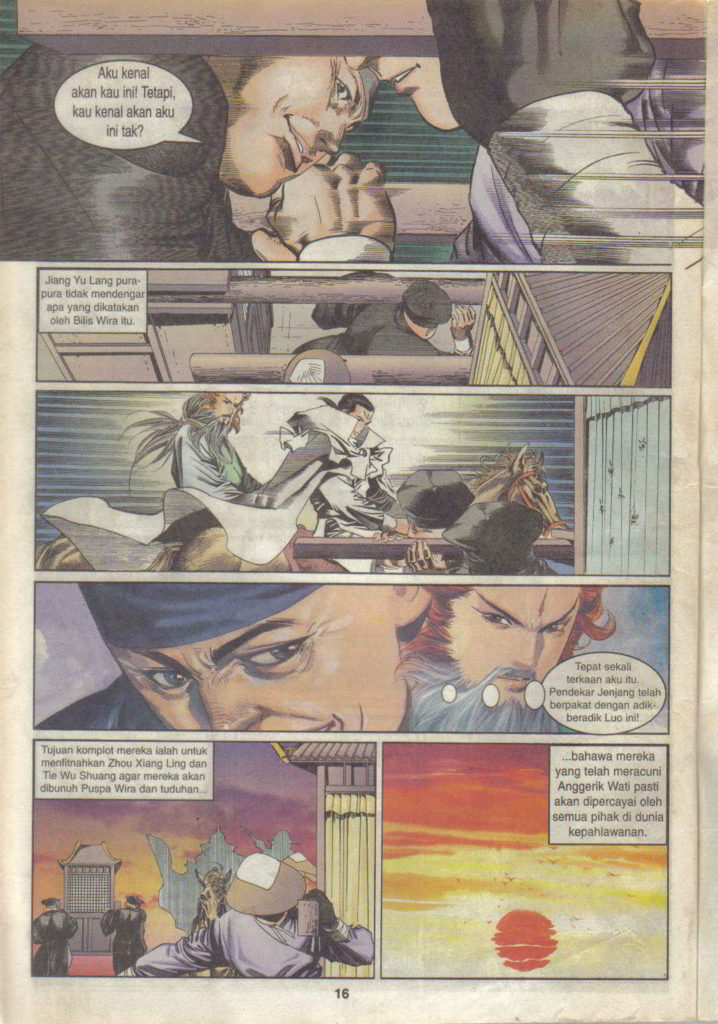 Aku kenal
akan kau ini! Tetapi,
kau kenal akan aku
ini tak?
Jiang Yu Lang pura-
pura tidak mendengar
apa yang dikatakan
oleh Bilis Wira itu.
Tepat sekali
terkaan aku itu.
Pendekar Jenjang telah
berpakat dengan adik-
beradik Luo ini!
Tujuan komplot mereka ialah untuk
menfitnahkan Zhou Xiang Ling dan
Tie Wu Shuang agar mereka akan
dibunuh Puspa Wira dan tuduhan...
...bahawa mereka
yang telah meracuni
Anggerik Wati pasti
akan dipercayai oleh
semua pihak di dunia
kepahlawanan.
16